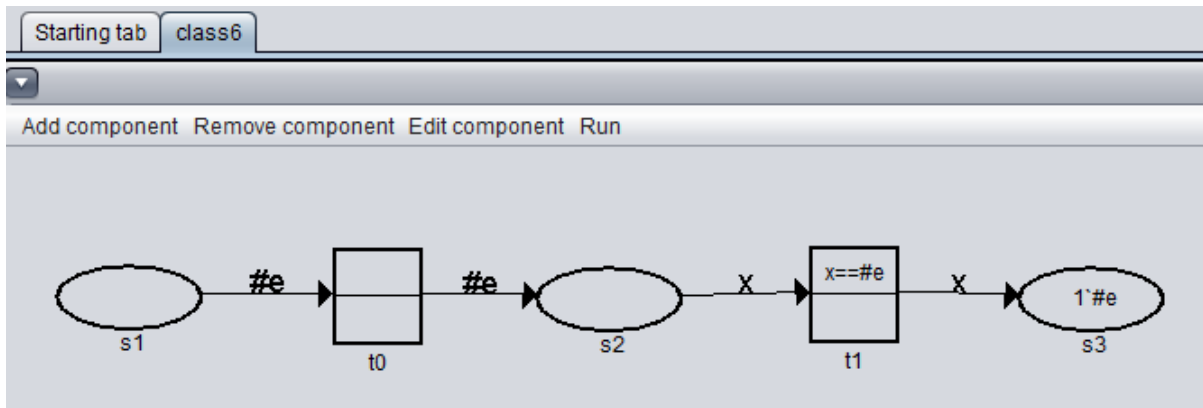 Starting tab class6
Add component Remove component Edit component Run
#e #e x x==#e x 1`#e
s1 t0 s2 t1 s3